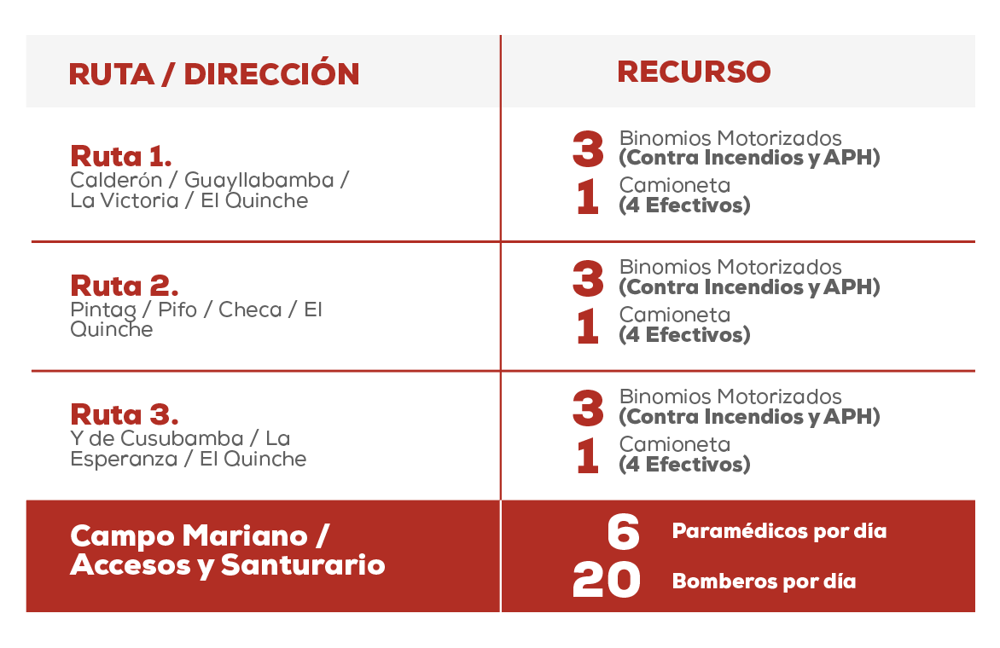 RUTA / DIRECCIÓN
RECURSO
Ruta 1.
Calderón / Guayllabamba /
La Victoria / El Quinche
3 Binomios Motorizados
(Contra Incendios y APH)
1 Camioneta
(4 Efectivos)
Ruta 2.
Pintag / Pifo / Checa / El
Quinche
3 Binomios Motorizados
(Contra Incendios y APH)
1 Camioneta
(4 Efectivos)
Ruta 3.
Y de Cusubamba / La
Esperanza / El Quinche
3 Binomios Motorizados
(Contra Incendios y APH)
1 Camioneta
(4 Efectivos)
Campo Mariano /
Accesos y Santurario
6 Paramédicos por día
20 Bomberos por día